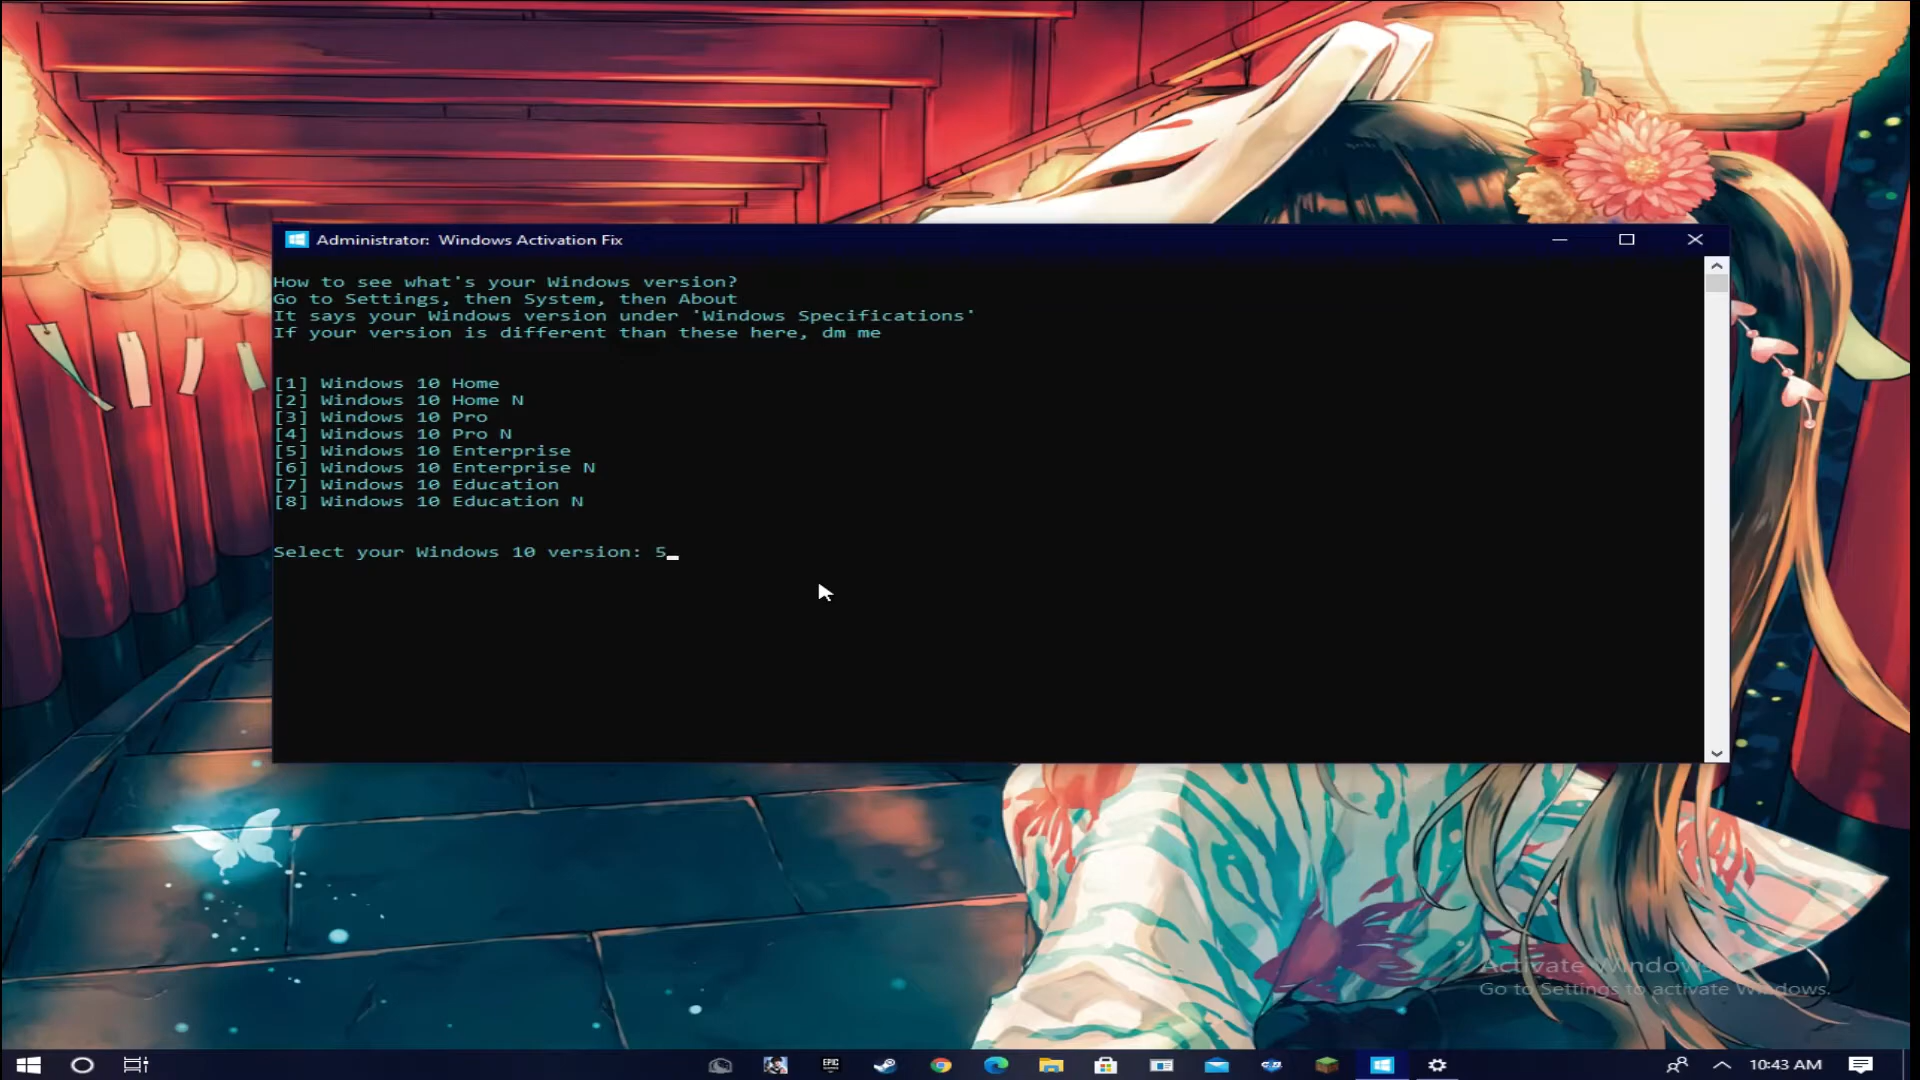 Administrator: Windows Activation Fix
How to see what's your Windows version?
Go to Settings, then System, then About
It says your Windows version under 'Windows Specifications'
If your version is different than these here, dm me
[1] Windows 10 Home
[2] Windows 10 Home N
[3] Windows 10 Pro
[4] Windows 10 Pro N
[5] Windows 10 Enterprise
[6] Windows 10 Enterprise N
[7] Windows 10 Education
[8] Windows 10 Education N
Select your Windows 10 version: 5
Activate Windows
Go to Settings to activate Windows.
EPIC
10:43 AM